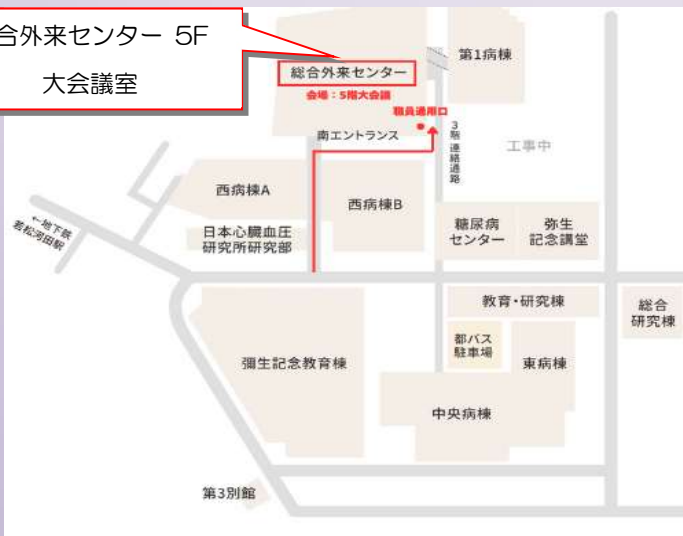 合外来センター 5F
大会議室
総合外来センター
会場：5階大会議
職員通用口
第1病棟
南エントランス
3階 連絡通路
工事中
西病棟A
西病棟B
←地下鉄
若松河田駅
日本心臓血圧
研究所研究部
糖尿病
センター
弥生
記念講堂
教育・研究棟
総合
研究棟
都バス
駐車場
東病棟
彌生記念教育棟
中央病棟
第3別館